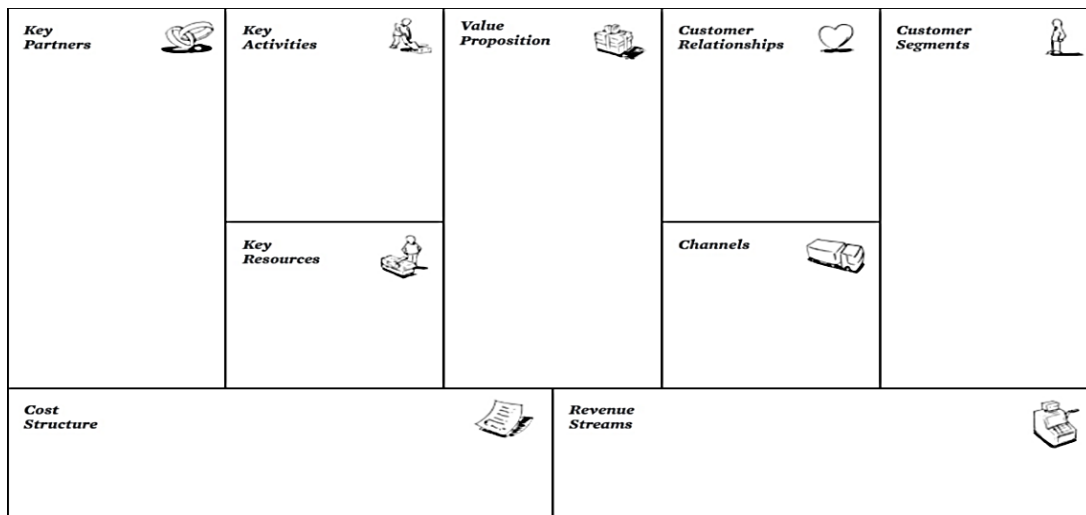 Key
Partners
Key
Activities
Value
Proposition
Customer
Relationships
Customer
Segments
Key
Resources
Channels
Cost
Structure
Revenue
Streams